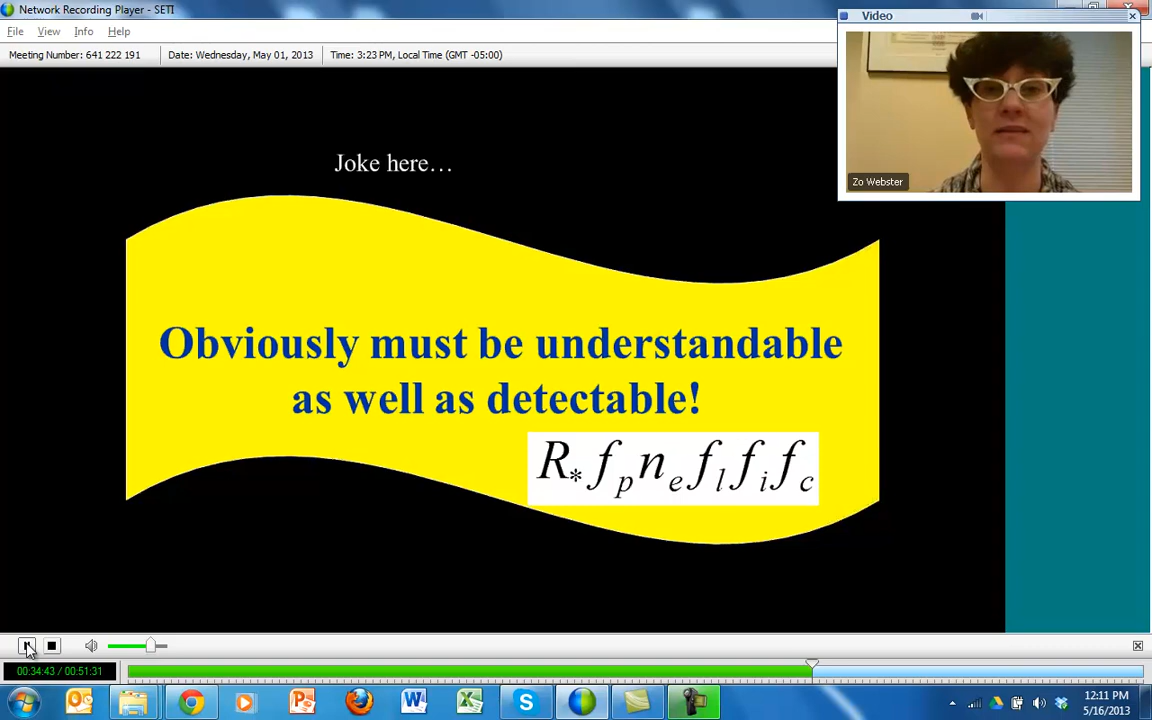 Network Recording Player - SETI
File View Info Help
Meeting Number: 641 222 191 Date: Wednesday, May 01, 2013 Time: 3:23 PM, Local Time (GMT -05:00)
Video
Zo Webster
Joke here…
Obviously must be understandable
as well as detectable!
R* fp ne fl fi fc
00:34:43 / 00:51:31
12:11 PM
5/16/2013